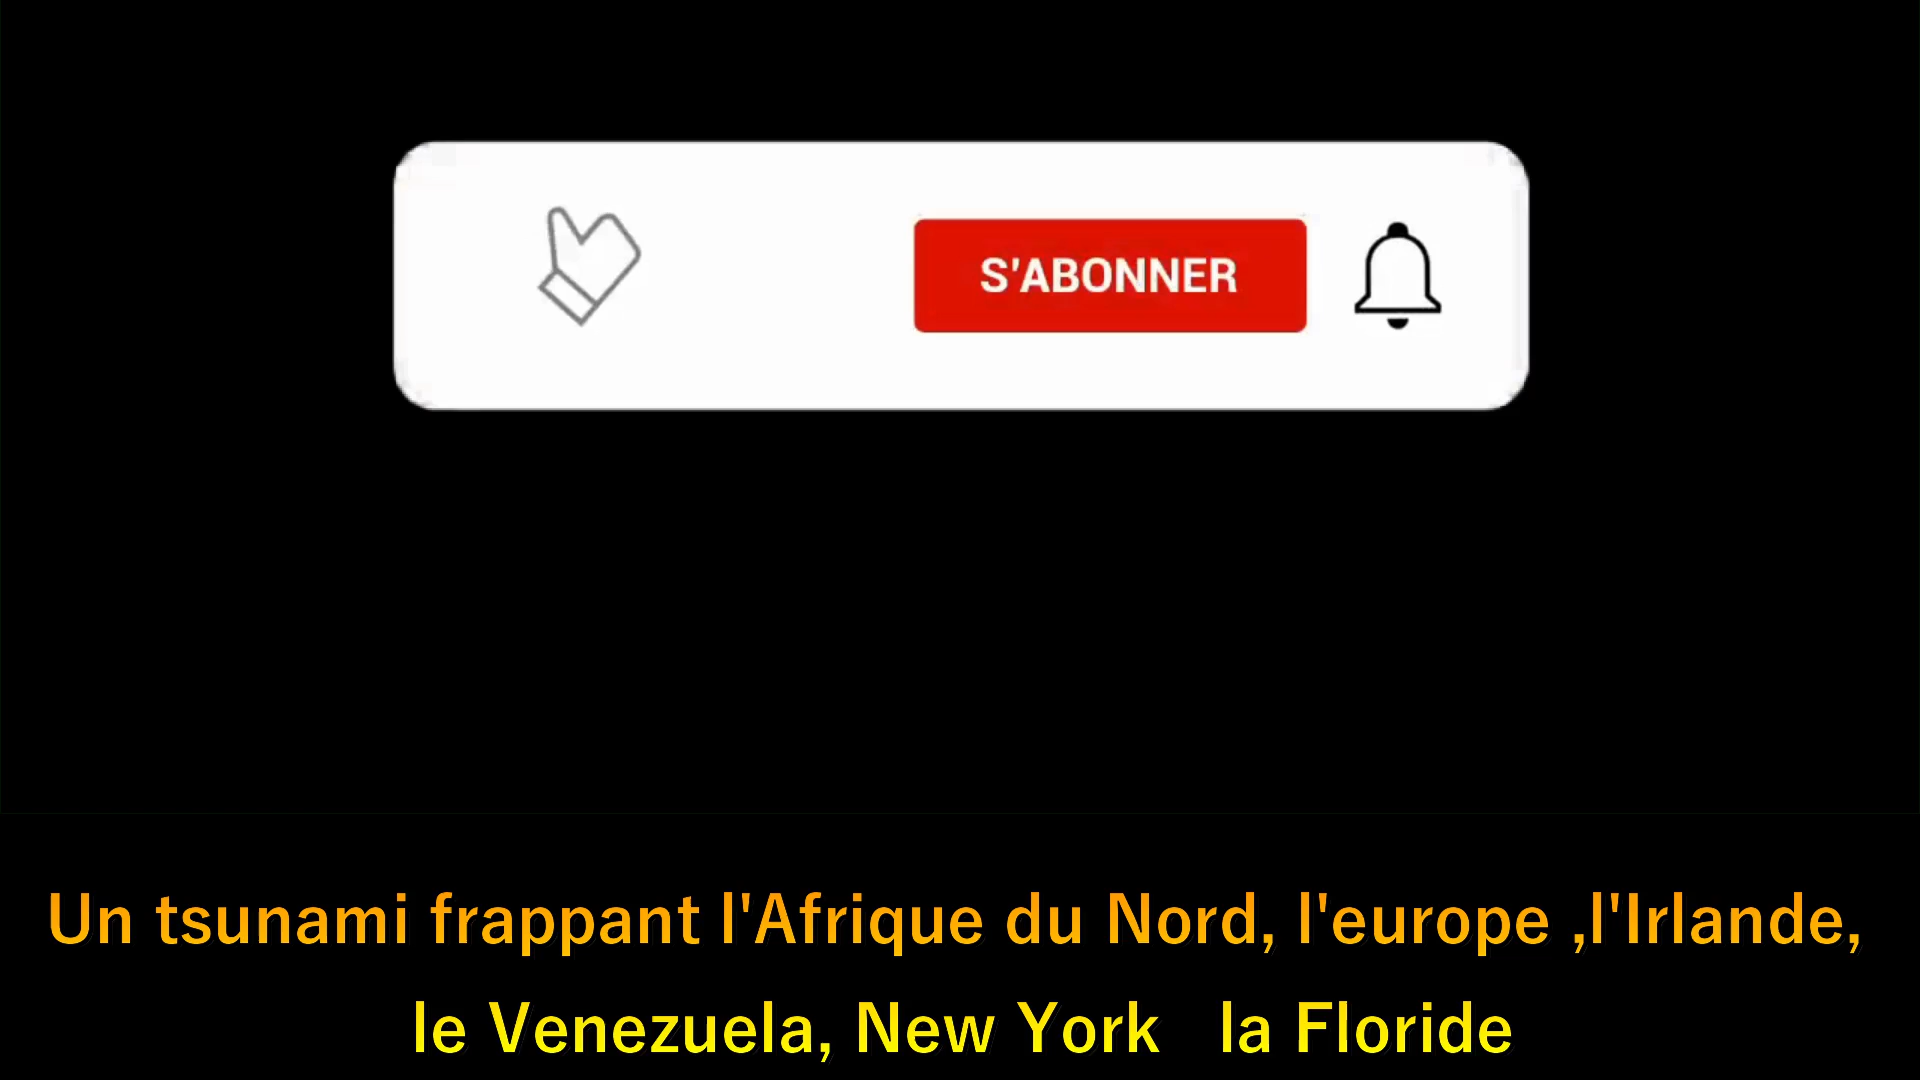 S'ABONNER
Un tsunami frappant l'Afrique du Nord, l'europe ,l'Irlande,
le Venezuela, New York   la Floride